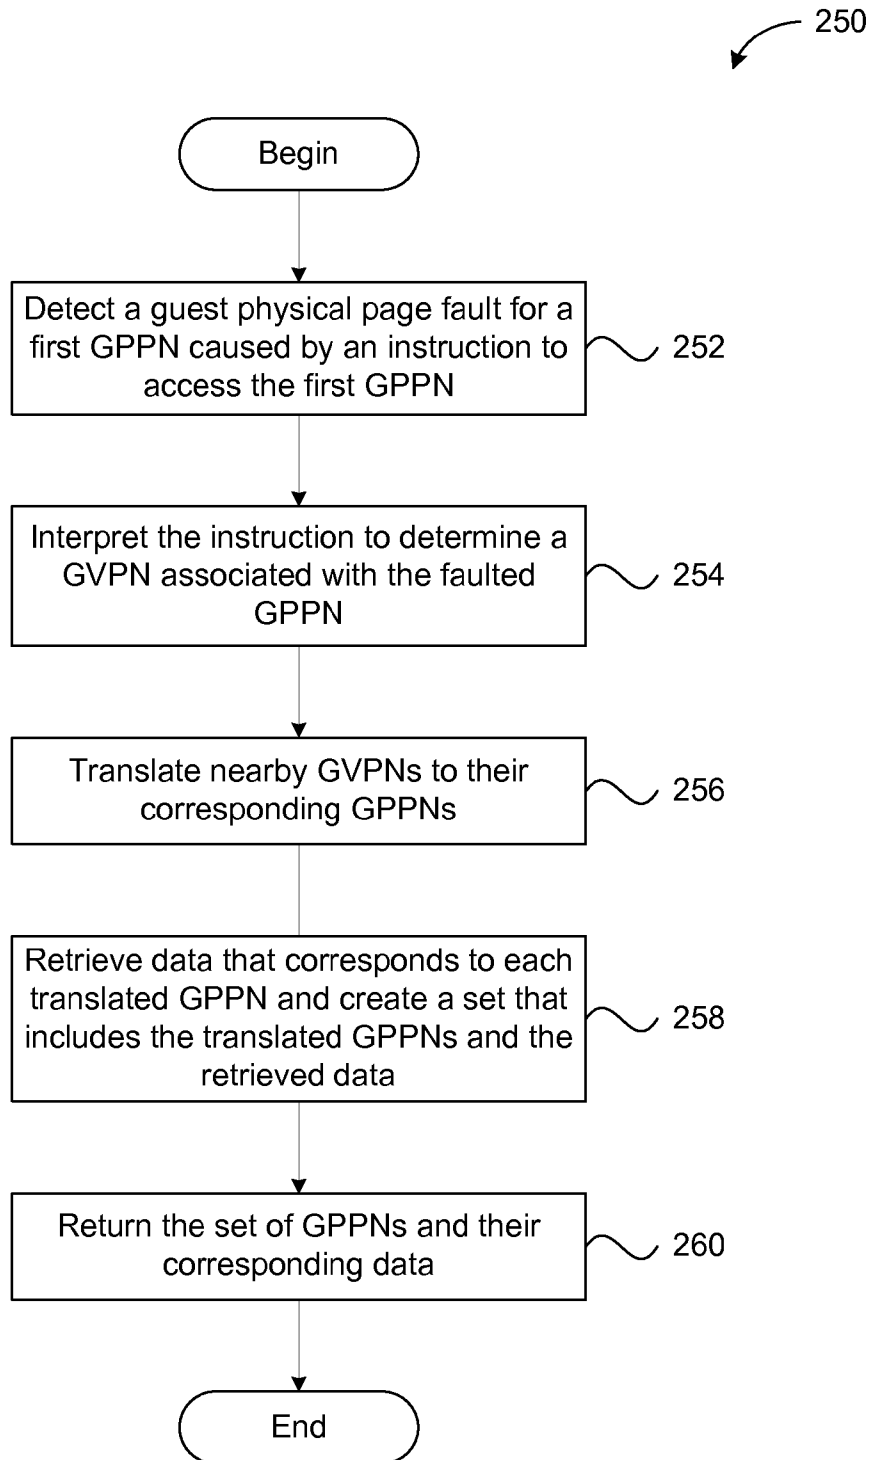 250
Begin
Detect a guest physical page fault for a
first GPPN caused by an instruction to
access the first GPPN
252
Interpret the instruction to determine a
GVPN associated with the faulted
GPPN
254
Translate nearby GVPNs to their
corresponding GPPNs
256
Retrieve data that corresponds to each
translated GPPN and create a set that
includes the translated GPPNs and the
retrieved data
258
Return the set of GPPNs and their
corresponding data
260
End